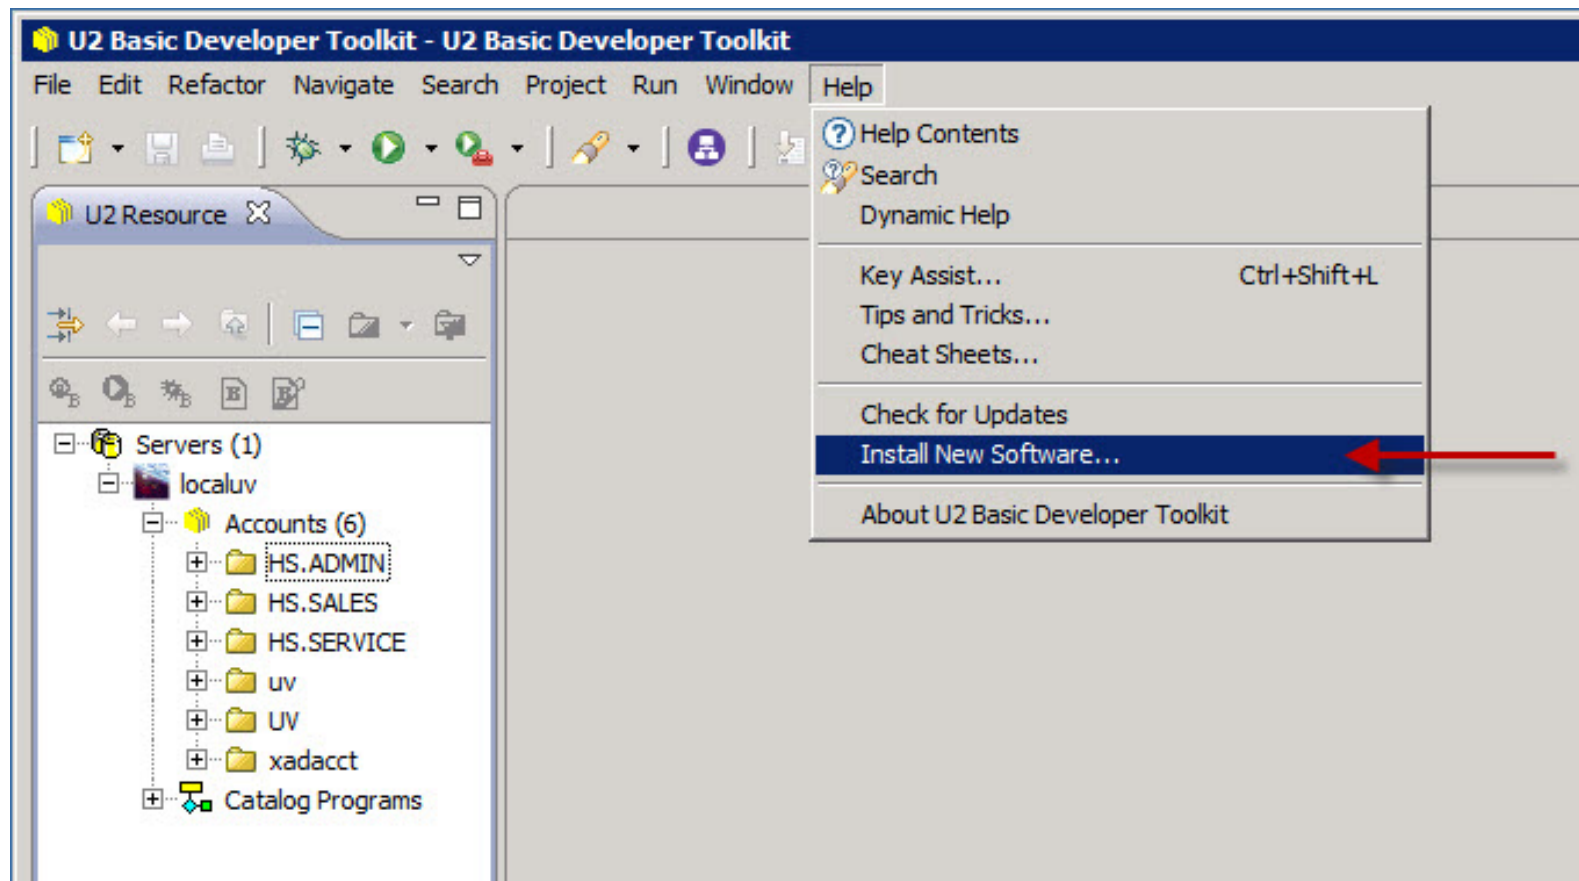 U2 Basic Developer Toolkit - U2 Basic Developer Toolkit
File Edit Refactor Navigate Search Project Run Window Help
Help Contents
Search
Dynamic Help
Key Assist... Ctrl+Shift+L
Tips and Tricks...
Cheat Sheets...
Check for Updates
Install New Software...
About U2 Basic Developer Toolkit
U2 Resource
Servers (1)
localuv
Accounts (6)
HS.ADMIN
HS.SALES
HS.SERVICE
uv
UV
xadacct
Catalog Programs